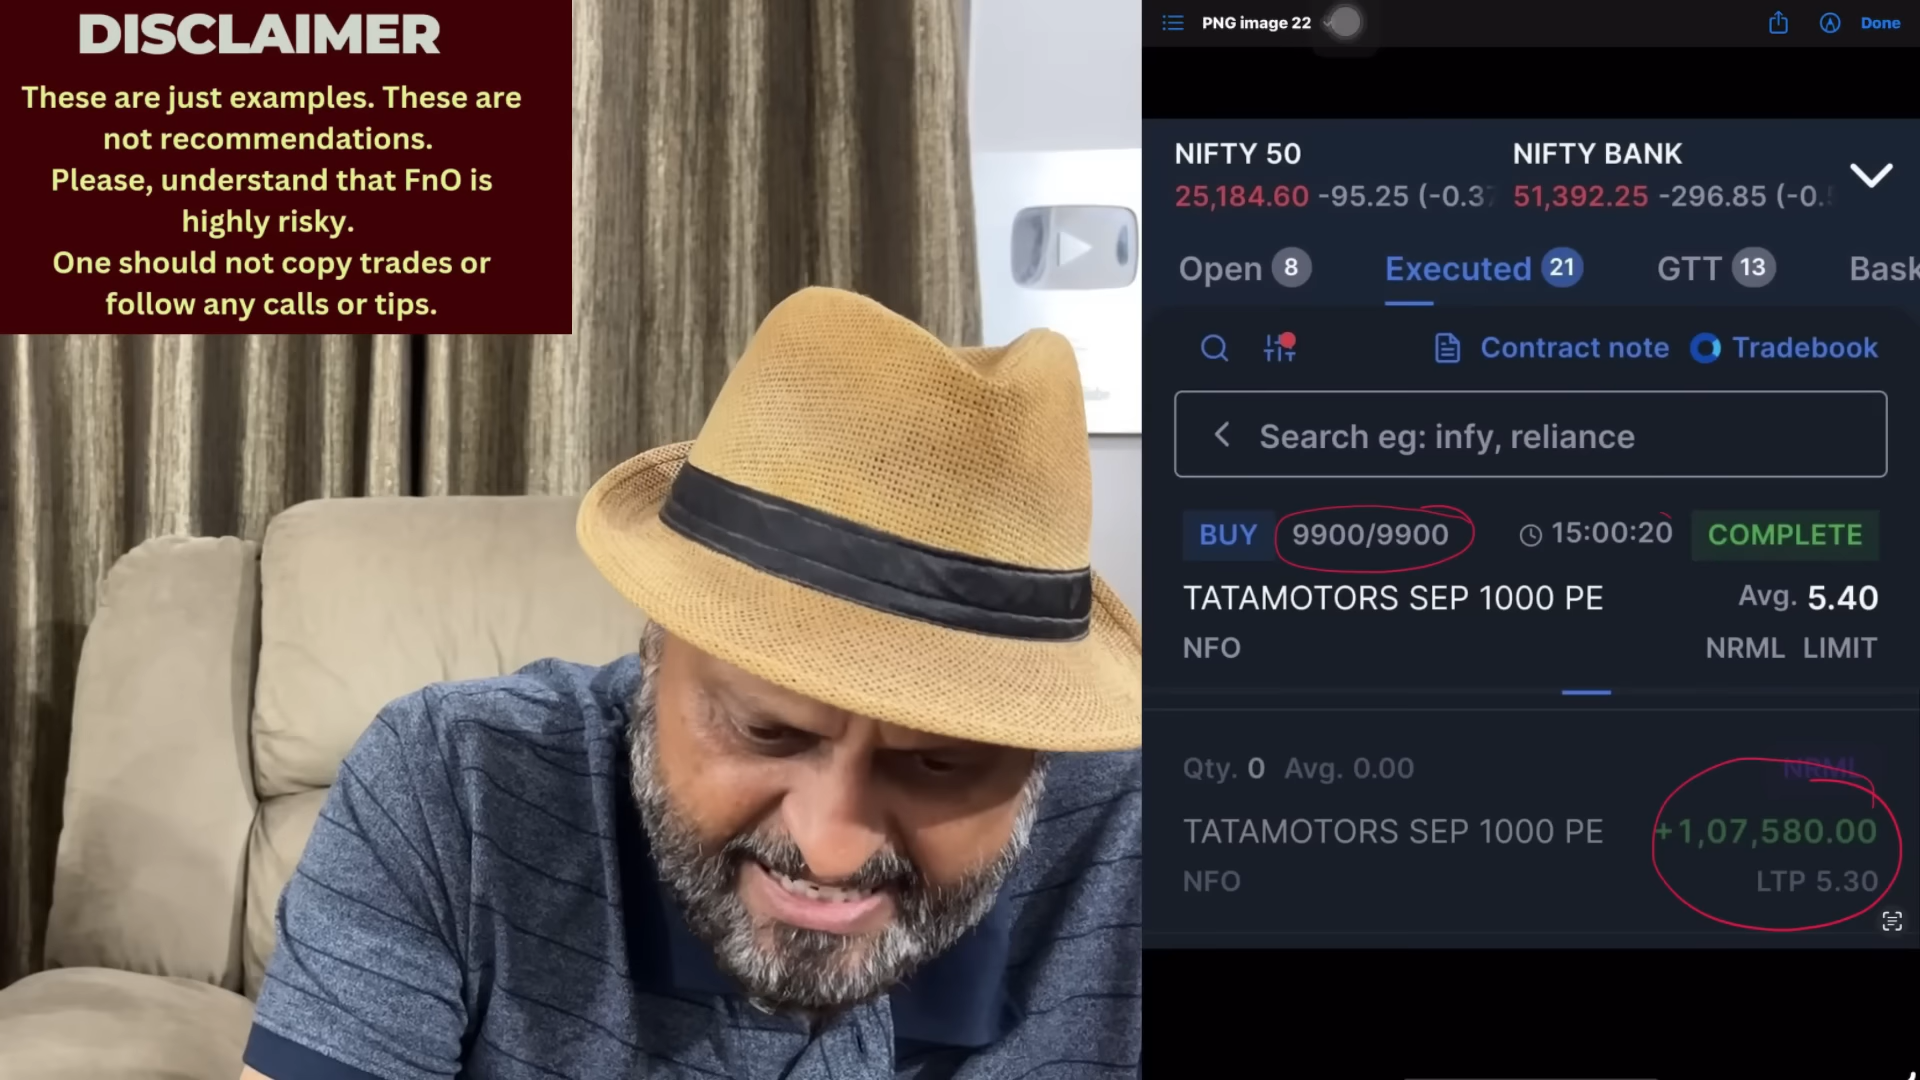 DISCLAIMER
These are just examples. These are
not recommendations.
Please, understand that FnO is
highly risky.
One should not copy trades or
follow any calls or tips.
PNG image 22
Done
NIFTY 50
25,184.60 -95.25 (-0.37
NIFTY BANK
51,392.25 -296.85 (-0.5
Open 8
Executed 21
GTT 13
Bask
Contract note
Tradebook
Search eg: infy, reliance
BUY 9900/9900 15:00:20 COMPLETE
TATAMOTORS SEP 1000 PE Avg. 5.40
NFO NRML LIMIT
Qty. 0 Avg. 0.00 NRML
TATAMOTORS SEP 1000 PE +1,07,580.00
NFO LTP 5.30